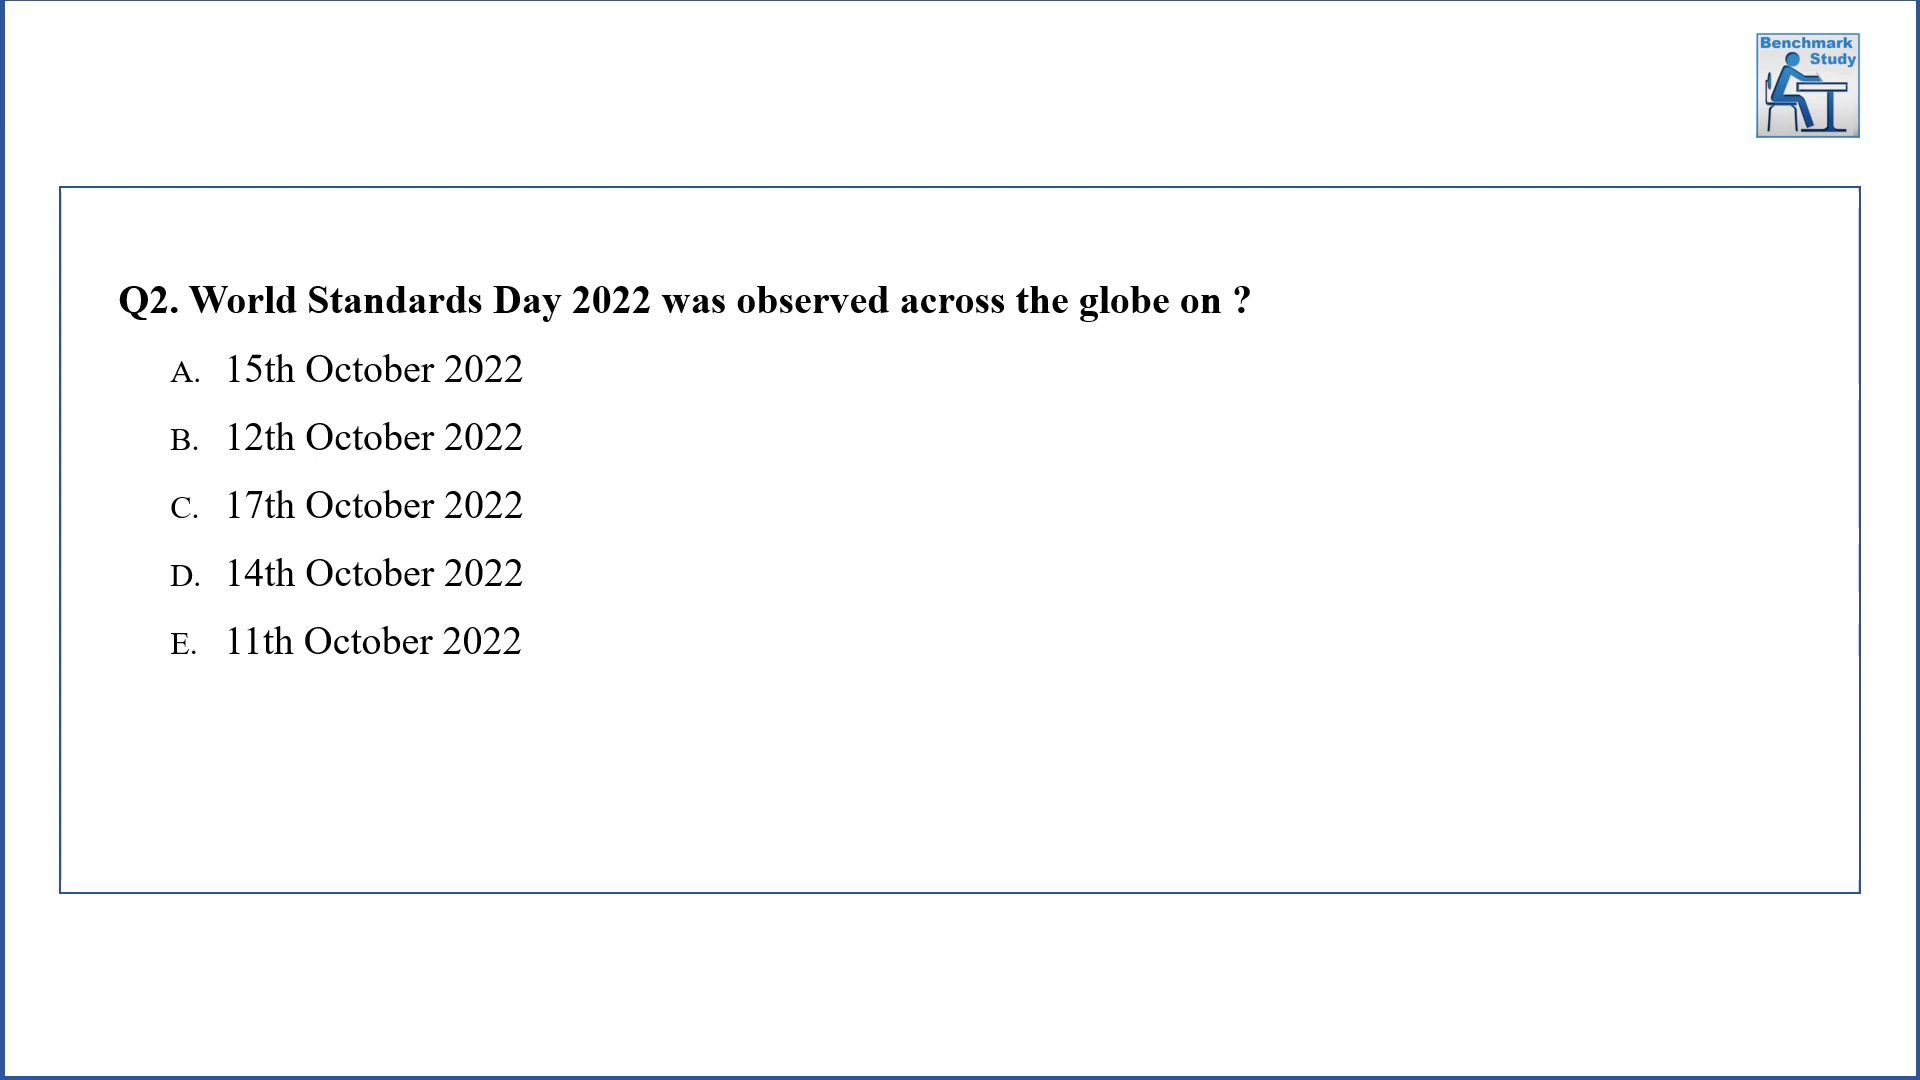 Benchmark
Study
Q2. World Standards Day 2022 was observed across the globe on ?
A. 15th October 2022
B. 12th October 2022
C. 17th October 2022
D. 14th October 2022
E. 11th October 2022